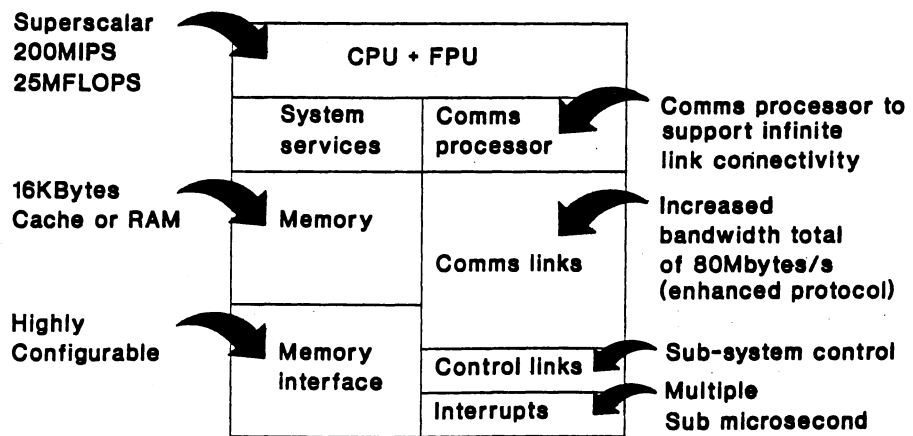 Superscalar
200MIPS
25MFLOPS
CPU + FPU
System
services
Comms
processor
Comms processor to
support infinite
link connectivity
16KBytes
Cache or RAM
Memory
Comms links
Increased
bandwidth total
of 80Mbytes/s
(enhanced protocol)
Highly
Configurable
Memory
interface
Control links
Sub-system control
Interrupts
Multiple
Sub microsecond